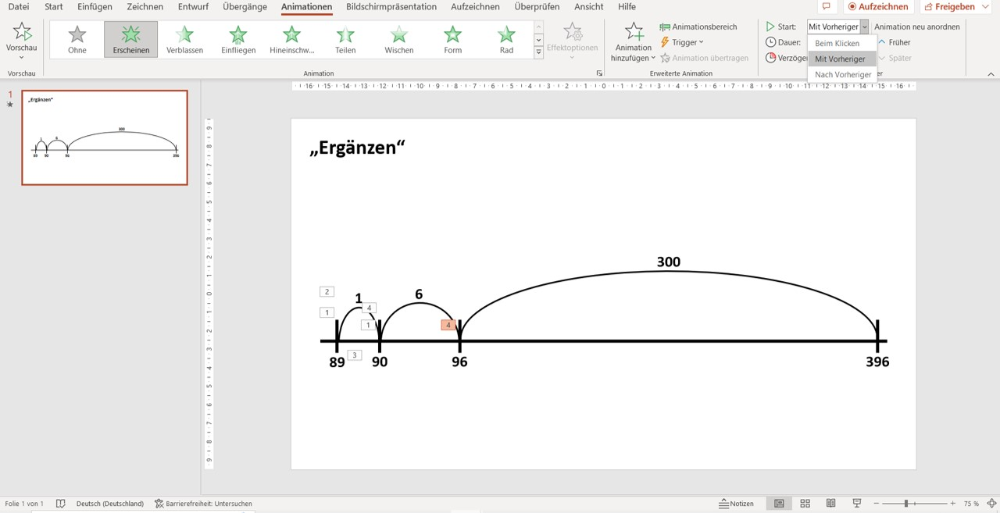 Datei Start Einfügen Zeichnen Entwurf Übergänge Animationen Bildschirmpräsentation Aufzeichnen Überprüfen Ansicht Hilfe Aufzeichnen Freigeben
Vorschau
Ohne Erscheinen Verblassen Einfliegen Hineinschw... Teilen Wischen Form Rad
Effektoptionen
Animation hinzufügen
Animationsbereich
Trigger
Animation übertragen
Start: Mit Vorheriger
Dauer:
Verzöge
Beim Klicken
Mit Vorheriger
Nach Vorheriger
Animation neu anordnen
Früher
Später
Vorschau Animation Erweiterte Animation er
16 15 14 13 12 11 10 9 8 7 6 5 4 3 2 1 0 1 2 3 4 5 6 7 8 9 10 11 12 13 14 15 16
9 8 7 6 5 4 3 2 1 0 1 2 3 4 5 6 7 8 9
1
„Ergänzen“
300
1 6
89 90 96 396
„Ergänzen“
300
2 1 6
1 4
1 4
3
89 90 96 396
Folie 1 von 1 Deutsch (Deutschland) Barrierefreiheit: Untersuchen Notizen 75 %